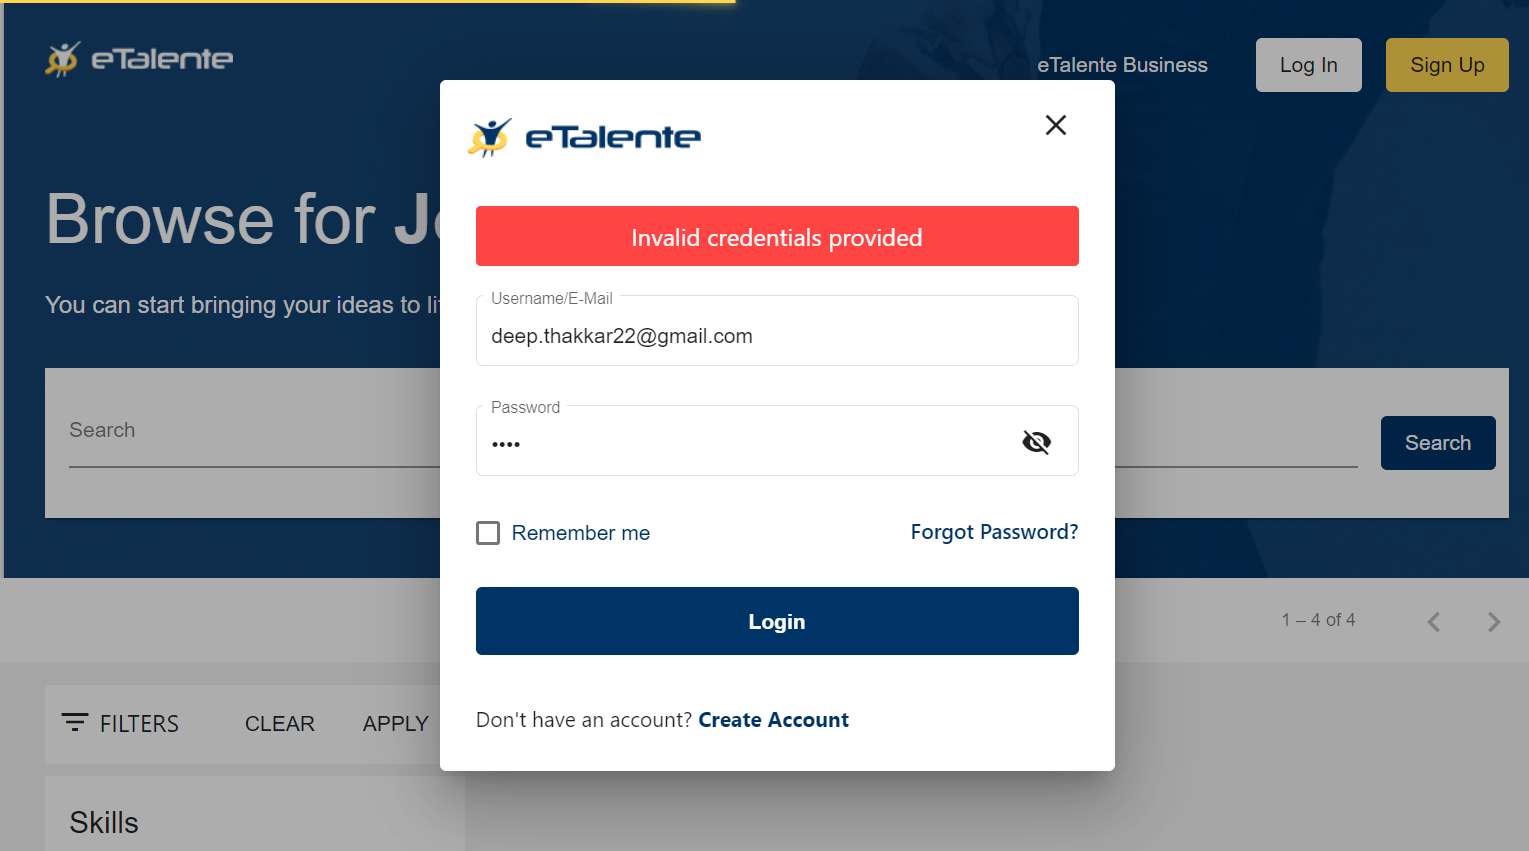 eTalente
eTalente Business
Log In
Sign Up
eTalente
Browse for
You can start bringing your ideas to
Invalid credentials provided
Username/E-Mail
deep.thakkar22@gmail.com
Password
••••
Search
Search
Remember me
Forgot Password?
Login
1 – 4 of 4
Don't have an account? Create Account
FILTERS
CLEAR
APPLY
Skills